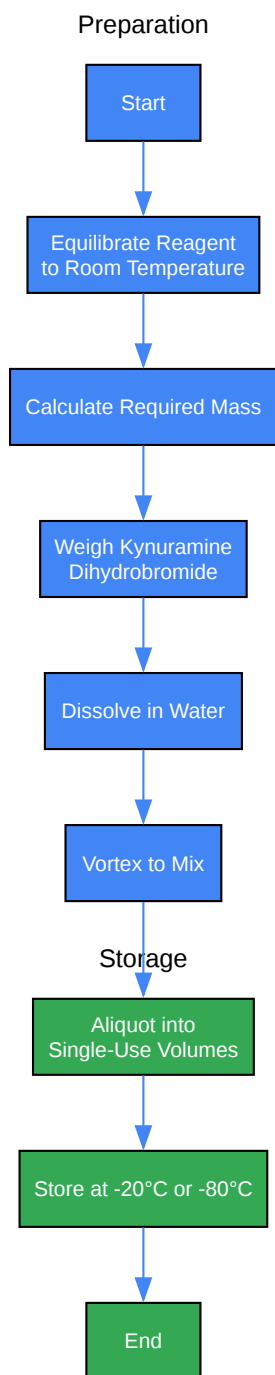 Preparation
Start
Equilibrate Reagent
to Room Temperature
Calculate Required Mass
Weigh Kynuramine
Dihydrobromide
Dissolve in Water
Vortex to Mix
Storage
Aliquot into
Single-Use Volumes
Store at -20°C or -80°C
End